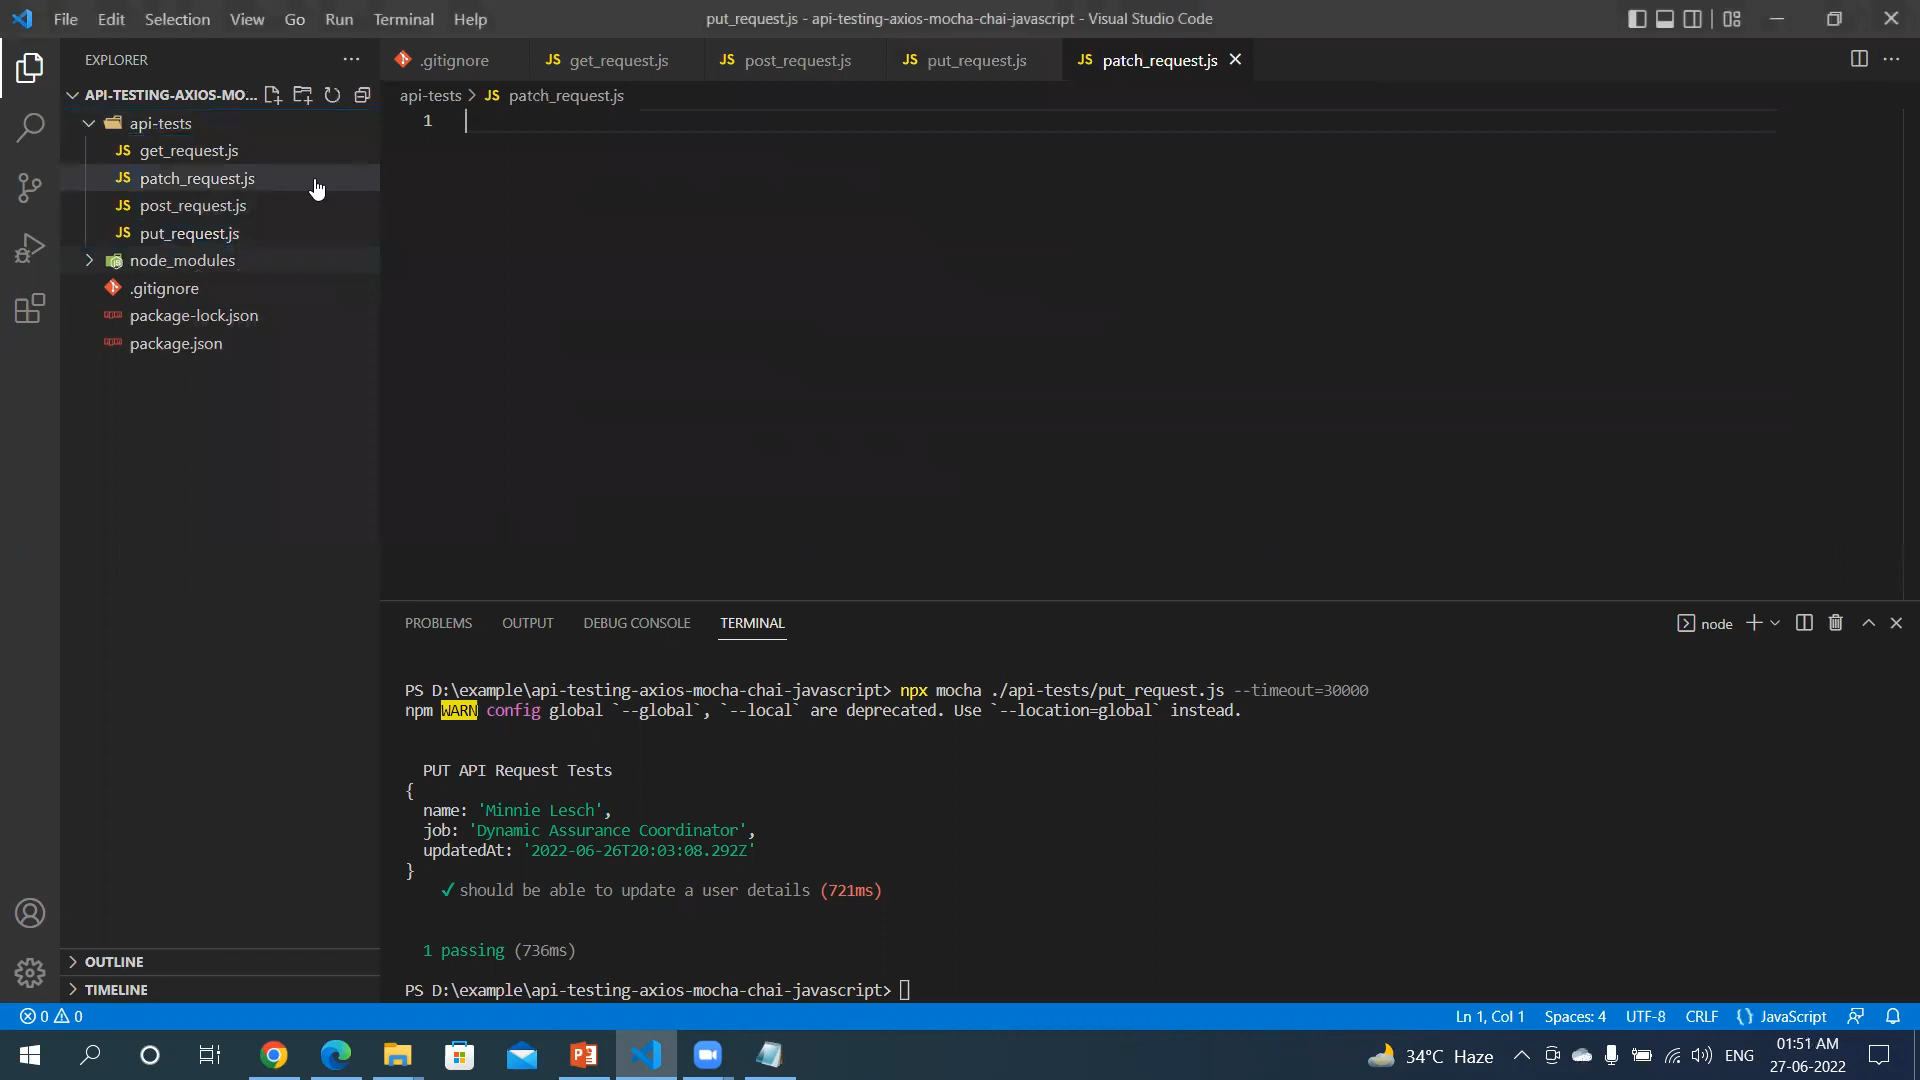 File Edit Selection View Go Run Terminal Help
put_request.js - api-testing-axios-mocha-chai-javascript - Visual Studio Code
EXPLORER
API-TESTING-AXIOS-MO...
api-tests
JS get_request.js
JS patch_request.js
JS post_request.js
JS put_request.js
node_modules
.gitignore
package-lock.json
package.json
OUTLINE
TIMELINE
.gitignore JS get_request.js JS post_request.js JS put_request.js JS patch_request.js
api-tests > JS patch_request.js
1
PROBLEMS OUTPUT DEBUG CONSOLE TERMINAL
node
PS D:\example\api-testing-axios-mocha-chai-javascript> npx mocha ./api-tests/put_request.js --timeout=30000
npm WARN config global `--global`, `--local` are deprecated. Use `--location=global` instead.
PUT API Request Tests
{
name: 'Minnie Lesch',
job: 'Dynamic Assurance Coordinator',
updatedAt: '2022-06-26T20:03:08.292Z'
}
✓ should be able to update a user details (721ms)
1 passing (736ms)
PS D:\example\api-testing-axios-mocha-chai-javascript>
0 0
Ln 1, Col 1 Spaces: 4 UTF-8 CRLF {} JavaScript
34°C Haze
ENG
01:51 AM
27-06-2022